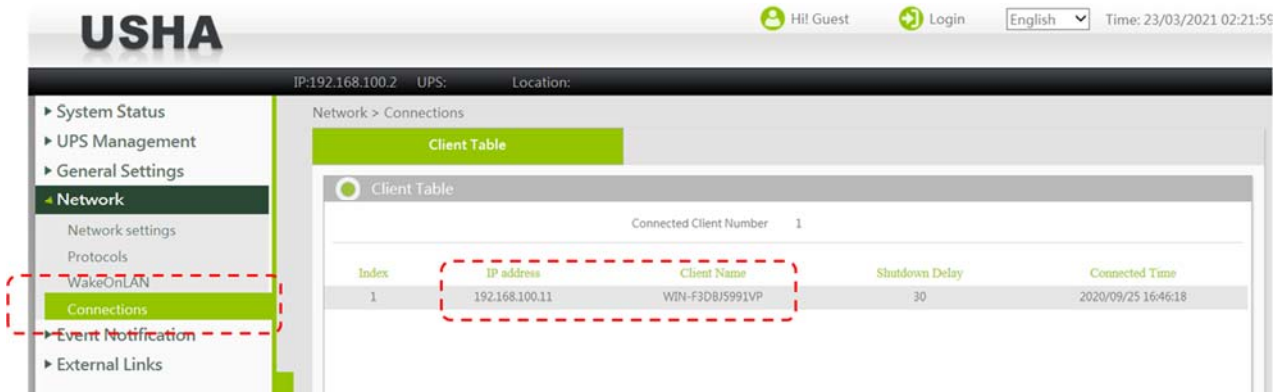 USHA
Hi! Guest
Login
English
Time: 23/03/2021 02:21:59
IP:192.168.100.2 UPS: Location:
System Status
UPS Management
General Settings
Network
Network settings
Protocols
WakeOnLAN
Connections
Event Notification
External Links
Network > Connections
Client Table
Client Table
Connected Client Number 1
Index IP address Client Name Shutdown Delay Connected Time
1 192.168.100.11 WIN-F3D8J5991VP 30 2020/09/25 16:46:18